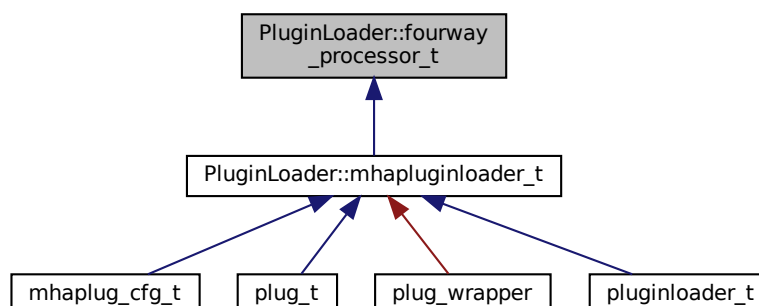 PluginLoader::fourway
_processor_t
PluginLoader::mhapluginloader_t
mhaplug_cfg_t
plug_t
plug_wrapper
pluginloader_t